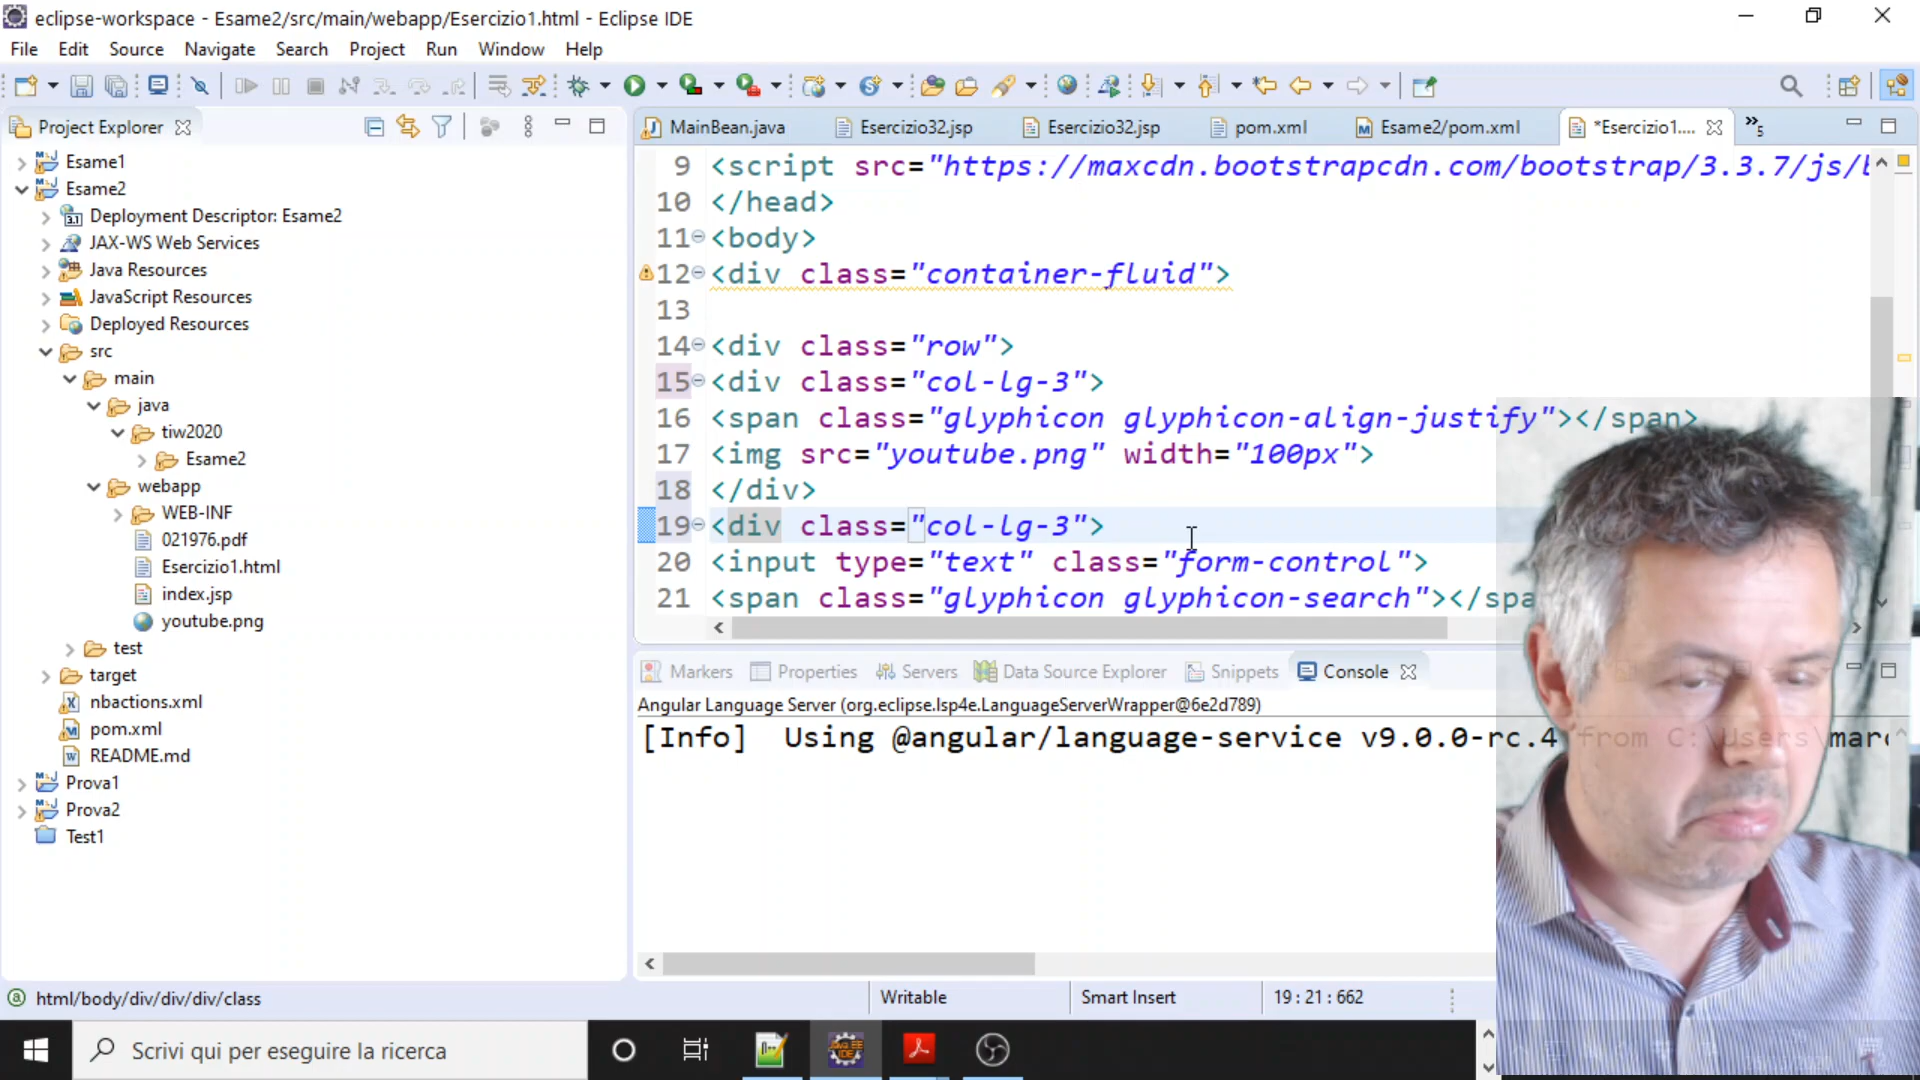 eclipse-workspace - Esame2/src/main/webapp/Esercizio1.html - Eclipse IDE
File Edit Source Navigate Search Project Run Window Help
Project Explorer
Esame1
Esame2
Deployment Descriptor: Esame2
JAX-WS Web Services
Java Resources
JavaScript Resources
Deployed Resources
src
main
java
tiw2020
Esame2
webapp
WEB-INF
021976.pdf
Esercizio1.html
index.jsp
youtube.png
test
target
nbactions.xml
pom.xml
README.md
Prova1
Prova2
Test1
MainBean.java Esercizio32.jsp Esercizio32.jsp pom.xml Esame2/pom.xml *Esercizio1.... »5
9 <script src="https://maxcdn.bootstrapcdn.com/bootstrap/3.3.7/js/b
10 </head>
11 <body>
12 <div class="container-fluid">
13
14 <div class="row">
15 <div class="col-lg-3">
16 <span class="glyphicon glyphicon-align-justify"></span>
17 <img src="youtube.png" width="100px">
18 </div>
19 <div class="col-lg-3">
20 <input type="text" class="form-control">
21 <span class="glyphicon glyphicon-search"></spa
Markers Properties Servers Data Source Explorer Snippets Console
Angular Language Server (org.eclipse.lsp4e.LanguageServerWrapper@6e2d789)
[Info]  Using @angular/language-service v9.0.0-rc.4 from C:\Users\marc
html/body/div/div/div/class Writable Smart Insert 19 : 21 : 662
Scrivi qui per eseguire la ricerca